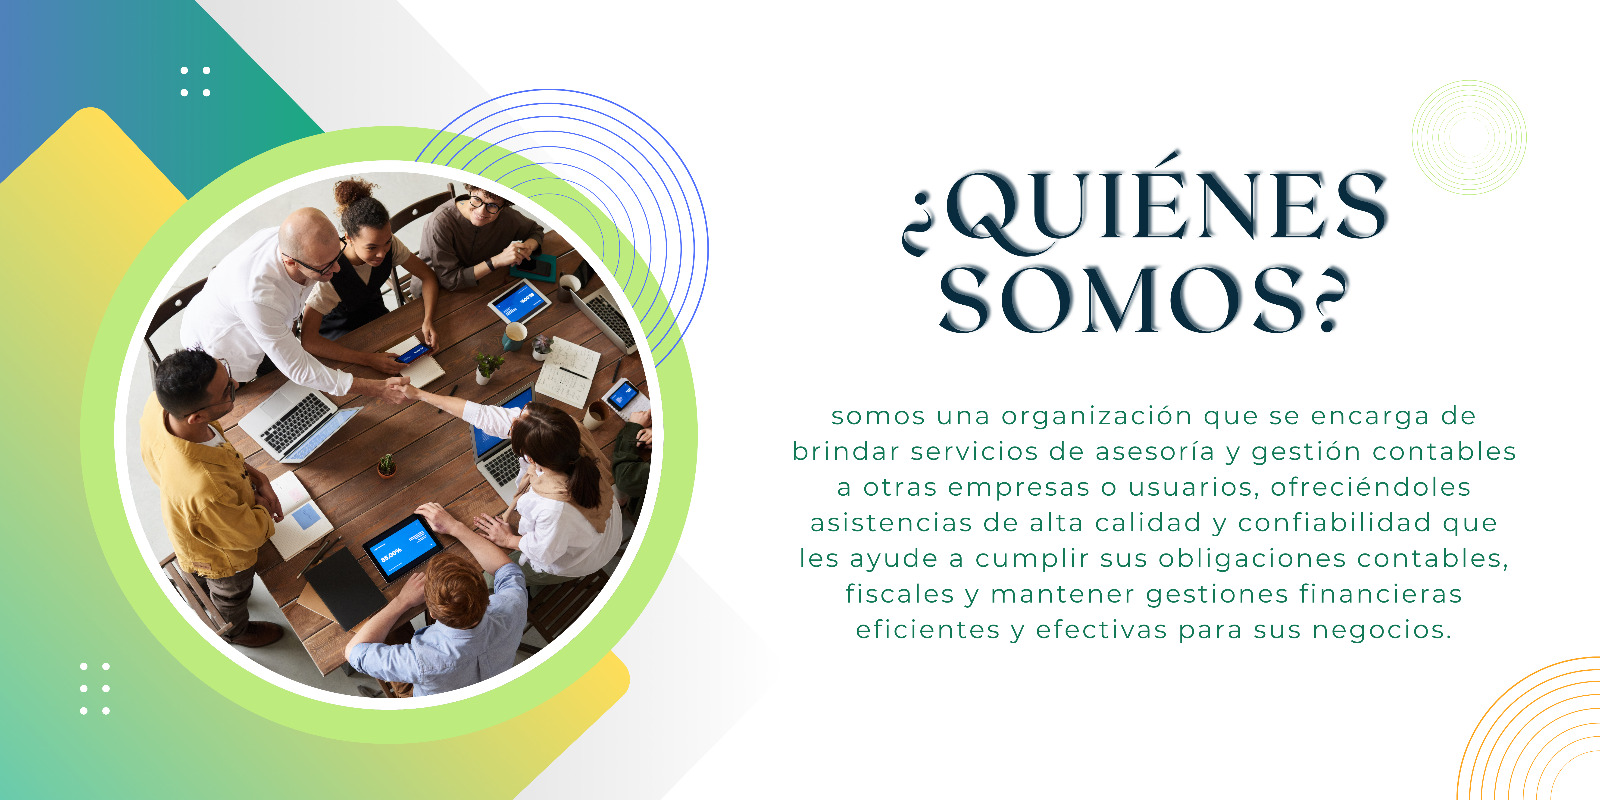 ¿QUIÉNES
SOMOS?
somos una organización que se encarga de
brindar servicios de asesoría y gestión contables
a otras empresas o usuarios, ofreciéndoles
asistencias de alta calidad y confiabilidad que
les ayude a cumplir sus obligaciones contables,
fiscales y mantener gestiones financieras
eficientes y efectivas para sus negocios.